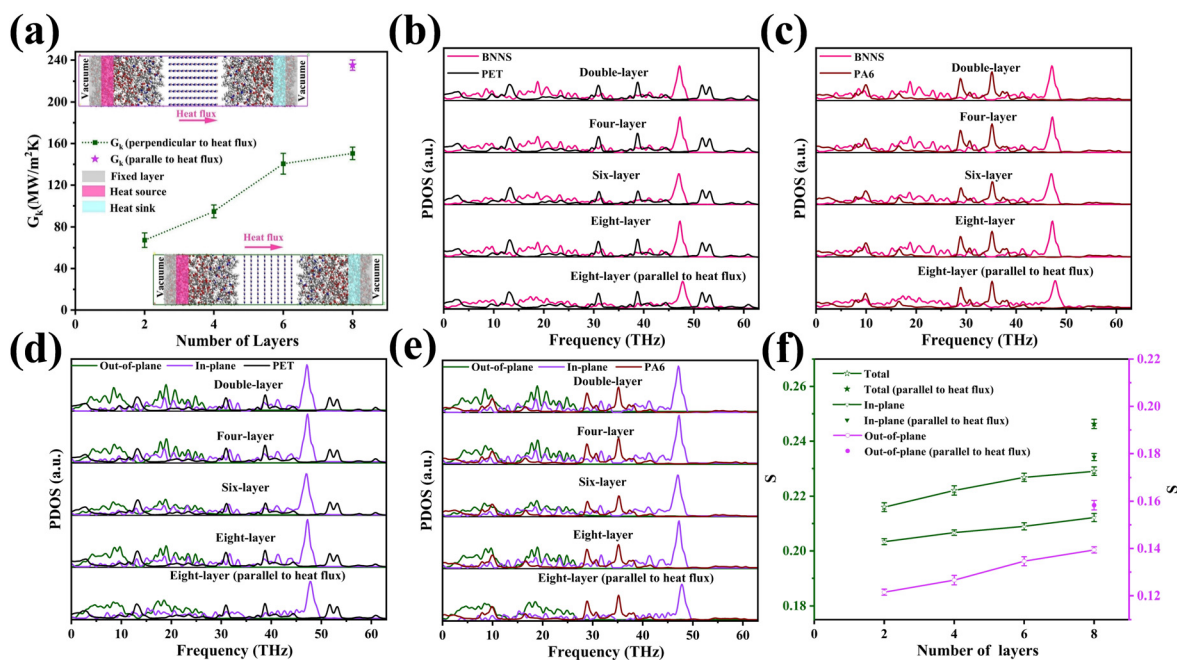 (a)
G_k(MW/m²K)
240
200
160
120
80
40
0
2
4
6
8
Number of Layers
Vacuume
Vacuume
Heat flux
G_k (perpendicular to heat flux)
G_k (paralle to heat flux)
Fixed layer
Heat source
Heat sink
Heat flux
Vacuume
Vacuume
(b)
BNNS
PET
Double-layer
Four-layer
Six-layer
Eight-layer
Eight-layer (parallel to heat flux)
PDOS (a.u.)
0
10
20
30
40
50
60
Frequency (THz)
(c)
BNNS
PA6
Double-layer
Four-layer
Six-layer
Eight-layer
Eight-layer (parallel to heat flux)
PDOS (a.u.)
0
10
20
30
40
50
60
Frequency (THz)
(d)
Out-of-plane
In-plane
PET
Double-layer
Four-layer
Six-layer
Eight-layer
Eight-layer (parallel to heat flux)
PDOS (a.u.)
0
10
20
30
40
50
60
Frequency (THz)
(e)
Out-of-plane
In-plane
PA6
Double-layer
Four-layer
Six-layer
Eight-layer
Eight-layer (parallel to heat flux)
PDOS (a.u.)
0
10
20
30
40
50
60
Frequency (THz)
(f)
Total
Total (parallel to heat flux)
In-plane
In-plane (parallel to heat flux)
Out-of-plane
Out-of-plane (parallel to heat flux)
S
0.26
0.24
0.22
0.20
0.18
0
2
4
6
8
Number of layers
0.22
0.20
0.18
0.16
0.14
0.12
S